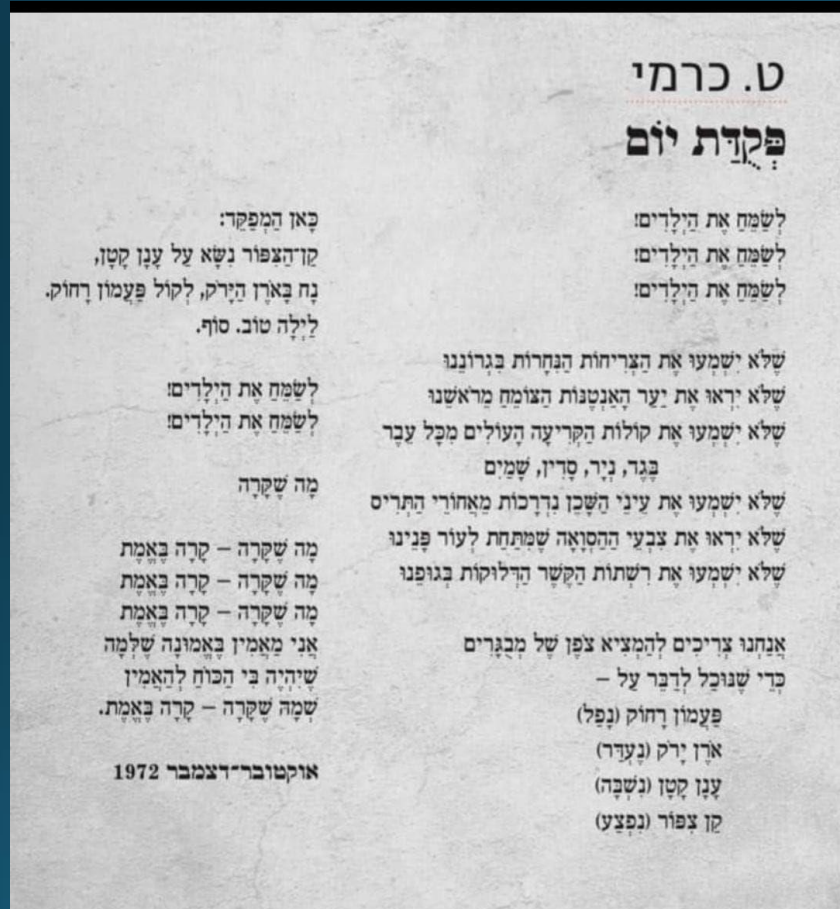 ט. כרמי
פְּקֻדַּת יוֹם
לְשַׂמֵּחַ אֶת הַיְלָדִים!
לְשַׂמֵּחַ אֶת הַיְלָדִים!
לְשַׂמֵּחַ אֶת הַיְלָדִים!
שֶׁלֹּא יִשְׁמְעוּ אֶת הַצְּרִיחוֹת הַנִּחָרוֹת בִּגְרוֹנֵנוּ
שֶׁלֹּא יִרְאוּ אֶת יַעַר הָאַנְטֶנּוֹת הַצּוֹמֵחַ מֵרֹאשֵׁנוּ
שֶׁלֹּא יִשְׁמְעוּ אֶת קוֹלוֹת הַקְּרִיעָה הָעוֹלִים מִכָּל עֵבֶר
בֶּגֶד, נְיָר, סָדִין, שָׁמַיִם
שֶׁלֹּא יִשְׁמְעוּ אֶת עֵינֵי הַשָּׁכֵן נִדְרָכוֹת מֵאֲחוֹרֵי הַתְּרִיס
שֶׁלֹּא יִרְאוּ אֶת צִבְעֵי הַהַסְוָאָה שֶׁמִּתַּחַת לְעוֹר פָּנֵינוּ
שֶׁלֹּא יִשְׁמְעוּ אֶת רִשְׁתוֹת הַקֶּשֶׁר הַדְּלוּקוֹת בְּגוּפֵנוּ
אֲנַחְנוּ צְרִיכִים לְהַמְצִיא צֹפֶן שֶׁל מְבֻגָּרִים
כְּדֵי שֶׁנּוּכַל לְדַבֵּר עַל –
פַּעֲמוֹן רָחוֹק (נָפַל)
אֹרֶן יָרֹק (נֶעְדַּר)
עָנָן קָטָן (נִשְׁבָּה)
קַן צִפּוֹר (נִפְצַע)
כָּאן הַמְפַקֵּד:
קַן־הַצִּפּוֹר נִשָּׂא עַל עָנָן קָטָן,
נָח בָּאֹרֶן הַיָּרֹק, לְקוֹל פַּעֲמוֹן רָחוֹק.
לַיְלָה טוֹב. סוֹף.
לְשַׂמֵּחַ אֶת הַיְלָדִים!
לְשַׂמֵּחַ אֶת הַיְלָדִים!
מָה שֶׁקָּרָה
מָה שֶׁקָּרָה – קָרָה בֶּאֱמֶת
מָה שֶׁקָּרָה – קָרָה בֶּאֱמֶת
מָה שֶׁקָּרָה – קָרָה בֶּאֱמֶת
אֲנִי מַאֲמִין בֶּאֱמוּנָה שְׁלֵמָה
שֶׁיִּהְיֶה בִּי הַכּוֹחַ לְהַאֲמִין
שֶׁמָּה שֶׁקָּרָה – קָרָה בֶּאֱמֶת.
אוקטובר־דצמבר 1972